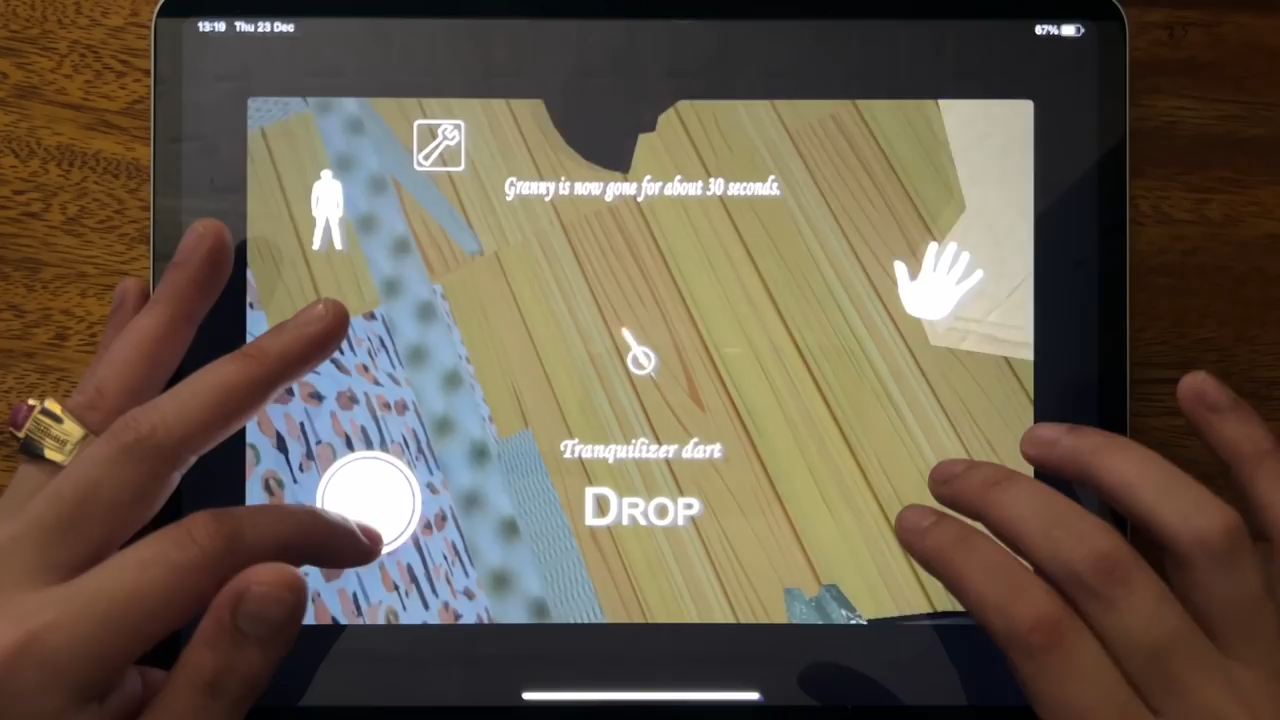 13:19 Thu 23 Dec
67%
Granny is now gone for about 30 seconds.
Tranquilizer dart
DROP